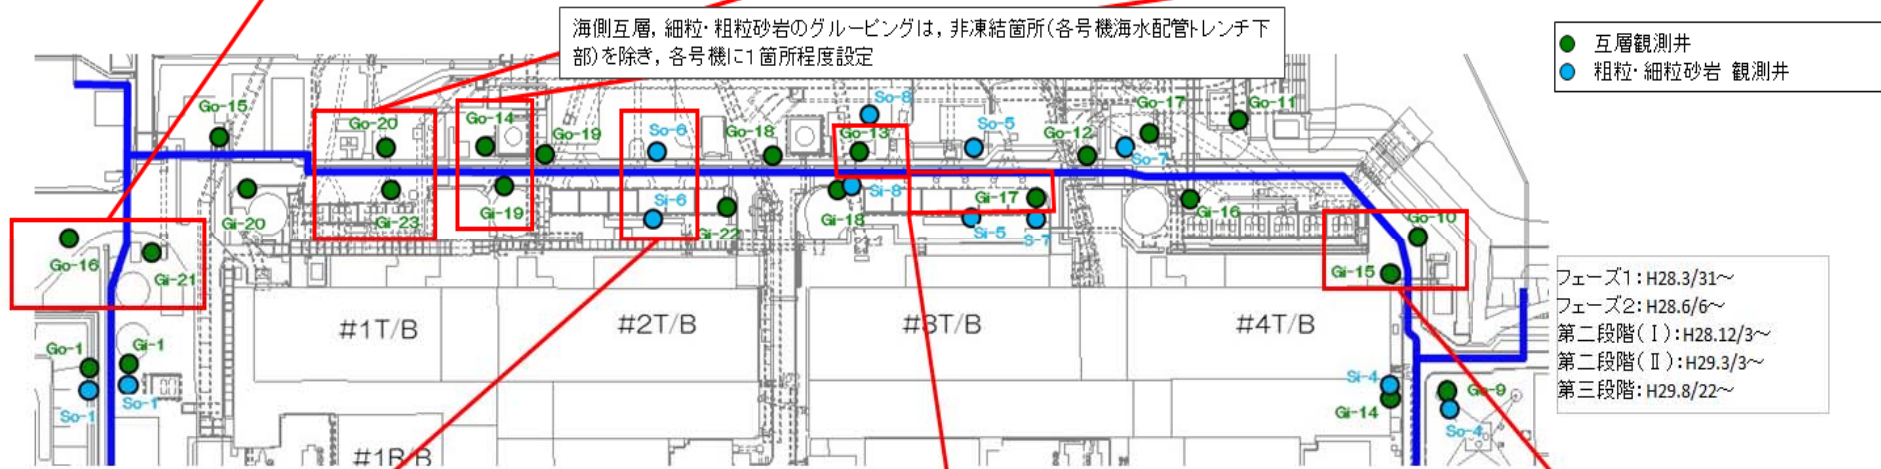 海側互層，細粒・粗粒砂岩のグルーピングは，非凍結箇所（各号機海水配管トレンチ下
部）を除き，各号機に1箇所程度設定
互層観測井
粗粒・細粒砂岩 観測井
Go-15
Go-20
Go-14
Go-19
So-6
Go-18
So-8
Go-13
So-5
Go-12
Go-17
So-7
Go-11
Gi-20
Gi-23
Gi-19
Si-6
Gi-22
Gi-18
Si-8
Gi-17
Si-5
S-7
Gi-16
Go-10
Gi-15
Go-16
Gi-21
#1T/B
#2T/B
#3T/B
#4T/B
Go-1
Gi-1
So-1
So-1
Si-4
Gi-14
Go-9
So-4
#1R/B
フェーズ1：H28.3/31～
フェーズ2：H28.6/6～
第二段階（Ⅰ）：H28.12/3～
第二段階（Ⅱ）：H29.3/3～
第三段階：H29.8/22～